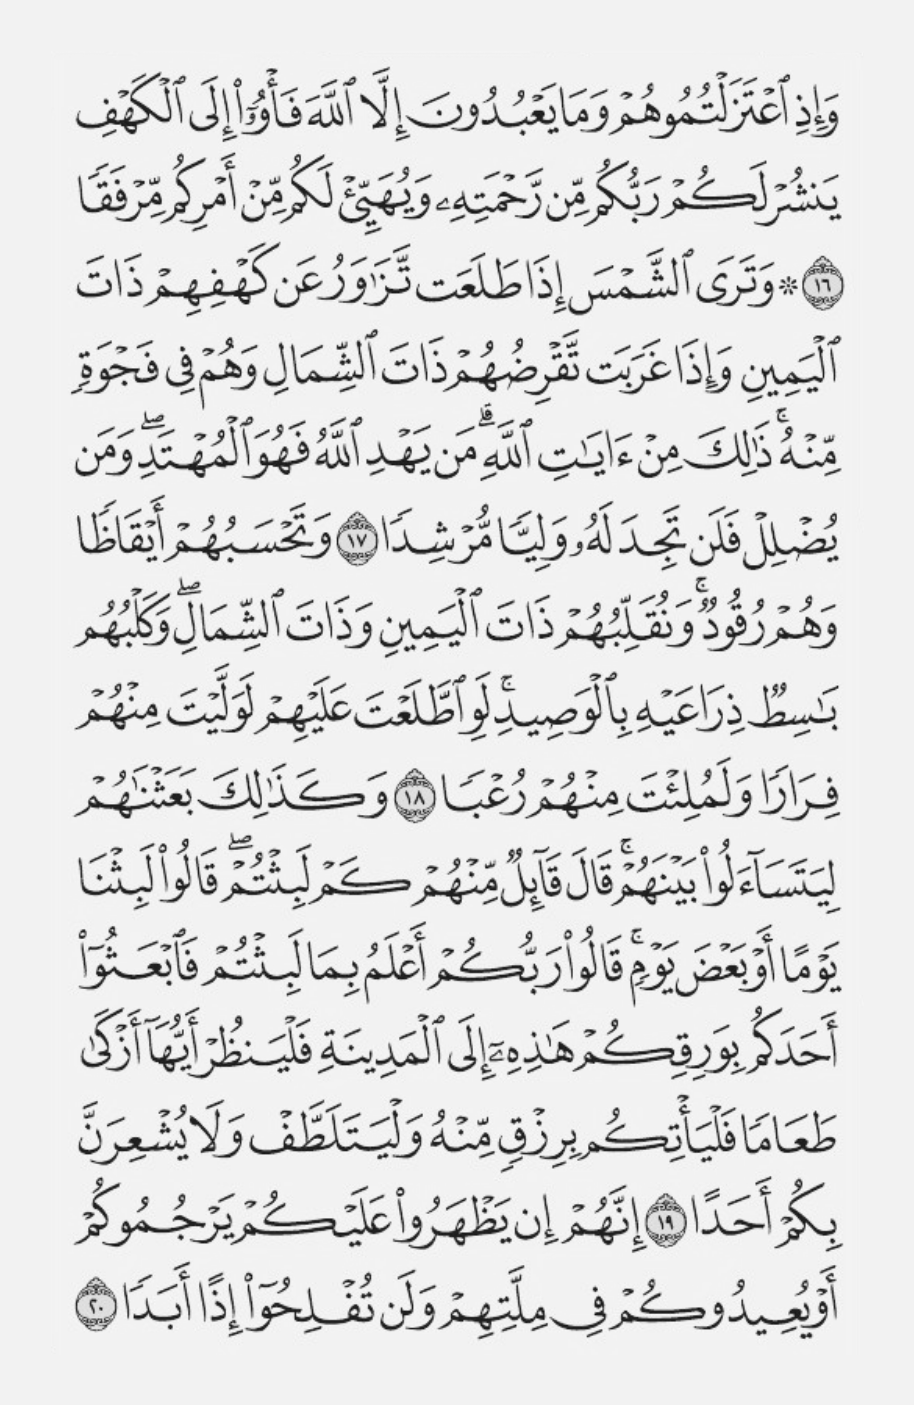 وَإِذِ ٱعۡتَزَلۡتُمُوهُمۡ وَمَا يَعۡبُدُونَ إِلَّا ٱللَّهَ فَأۡوُۥٓاْ إِلَى ٱلۡكَهۡفِ
يَنشُرۡ لَكُمۡ رَبُّكُم مِّن رَّحۡمَتِهِۦ وَيُهَيِّئۡ لَكُم مِّنۡ أَمۡرِكُم مِّرۡفَقٗا
١٦ ۞ وَتَرَى ٱلشَّمۡسَ إِذَا طَلَعَت تَّزَٰوَرُ عَن كَهۡفِهِمۡ ذَاتَ
ٱلۡيَمِينِ وَإِذَا غَرَبَت تَّقۡرِضُهُمۡ ذَاتَ ٱلشِّمَالِ وَهُمۡ فِي فَجۡوَةٖ
مِّنۡهُۚ ذَٰلِكَ مِنۡ ءَايَٰتِ ٱللَّهِۗ مَن يَهۡدِ ٱللَّهُ فَهُوَ ٱلۡمُهۡتَدِۖ وَمَن
يُضۡلِلۡ فَلَن تَجِدَ لَهُۥ وَلِيّٗا مُّرۡشِدٗا ١٧ وَتَحۡسَبُهُمۡ أَيۡقَاظٗا
وَهُمۡ رُقُودٞۚ وَنُقَلِّبُهُمۡ ذَاتَ ٱلۡيَمِينِ وَذَاتَ ٱلشِّمَالِۖ وَكَلۡبُهُم
بَٰسِطٞ ذِرَاعَيۡهِ بِٱلۡوَصِيدِۚ لَوِ ٱطَّلَعۡتَ عَلَيۡهِمۡ لَوَلَّيۡتَ مِنۡهُمۡ
فِرَارٗا وَلَمُلِئۡتَ مِنۡهُمۡ رُعۡبٗا ١٨ وَكَذَٰلِكَ بَعَثۡنَٰهُمۡ
لِيَتَسَآءَلُواْ بَيۡنَهُمۡۚ قَالَ قَآئِلٞ مِّنۡهُمۡ كَمۡ لَبِثۡتُمۡۖ قَالُواْ لَبِثۡنَا
يَوۡمًا أَوۡ بَعۡضَ يَوۡمٖۚ قَالُواْ رَبُّكُمۡ أَعۡلَمُ بِمَا لَبِثۡتُمۡ فَٱبۡعَثُوٓاْ
أَحَدَكُم بِوَرِقِكُمۡ هَٰذِهِۦٓ إِلَى ٱلۡمَدِينَةِ فَلۡيَنظُرۡ أَيُّهَآ أَزۡكَىٰ
طَعَامٗا فَلۡيَأۡتِكُم بِرِزۡقٖ مِّنۡهُ وَلۡيَتَلَطَّفۡ وَلَا يُشۡعِرَنَّ
بِكُمۡ أَحَدًا ١٩ إِنَّهُمۡ إِن يَظۡهَرُواْ عَلَيۡكُمۡ يَرۡجُمُوكُمۡ
أَوۡ يُعِيدُوكُمۡ فِي مِلَّتِهِمۡ وَلَن تُفۡلِحُوٓاْ إِذًا أَبَدٗا ٢٠